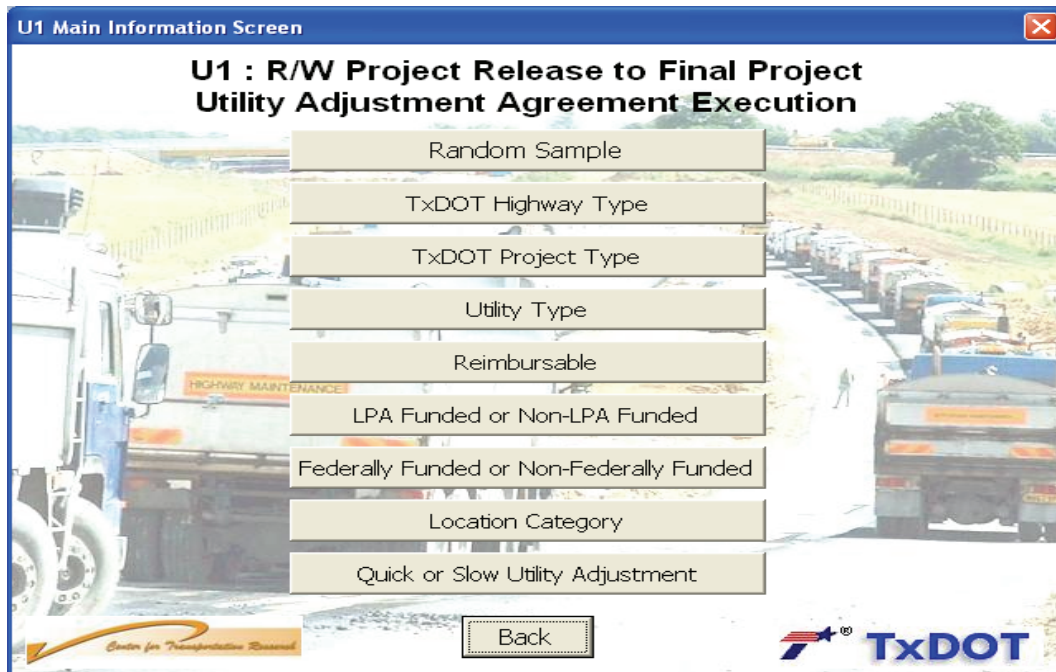 U1 Main Information Screen
U1 : R/W Project Release to Final Project
Utility Adjustment Agreement Execution
Random Sample
TxDOT Highway Type
TxDOT Project Type
Utility Type
Reimbursable
HIGHWAY MAINTENANCE
LPA Funded or Non-LPA Funded
Federally Funded or Non-Federally Funded
Location Category
Quick or Slow Utility Adjustment
Center for Transportation Research
Back
® TxDOT